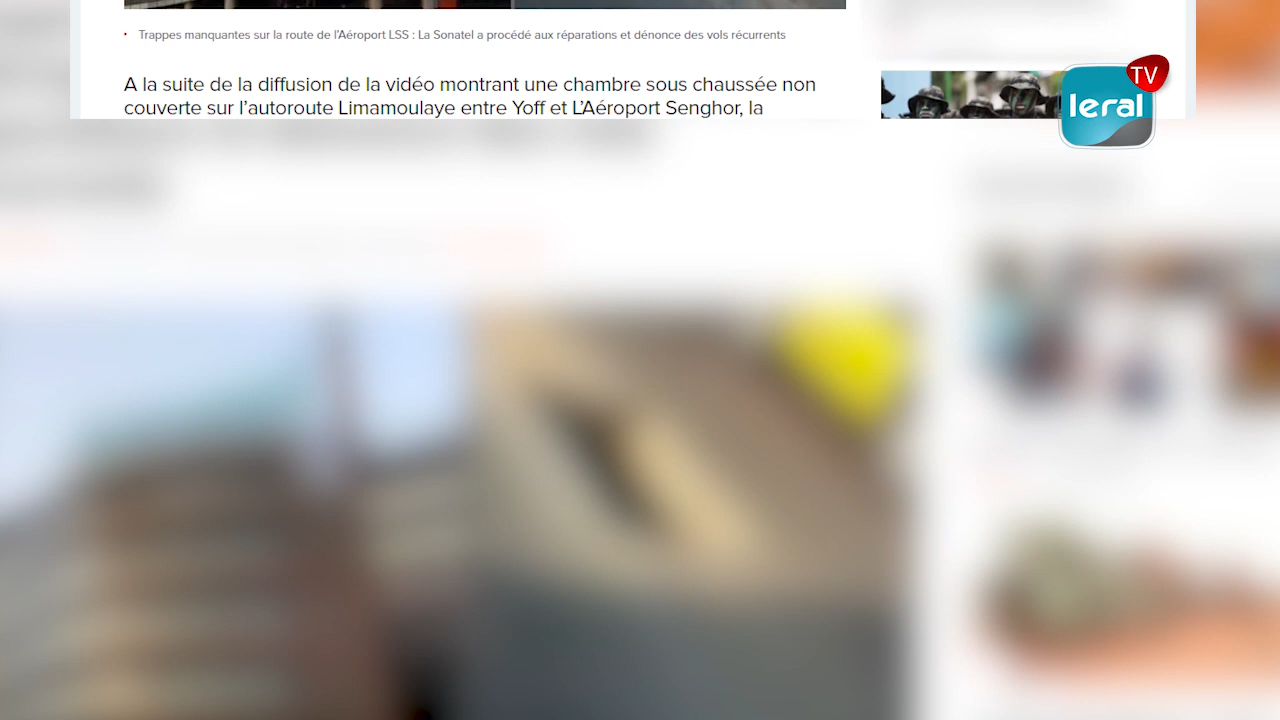 Trappes manquantes sur la route de l'Aéroport LSS : La Sonatel a procédé aux réparations et dénonce des vols récurrents
A la suite de la diffusion de la vidéo montrant une chambre sous chaussée non
couverte sur l'autoroute Limamoulaye entre Yoff et L'Aéroport Senghor, la
TV
leral